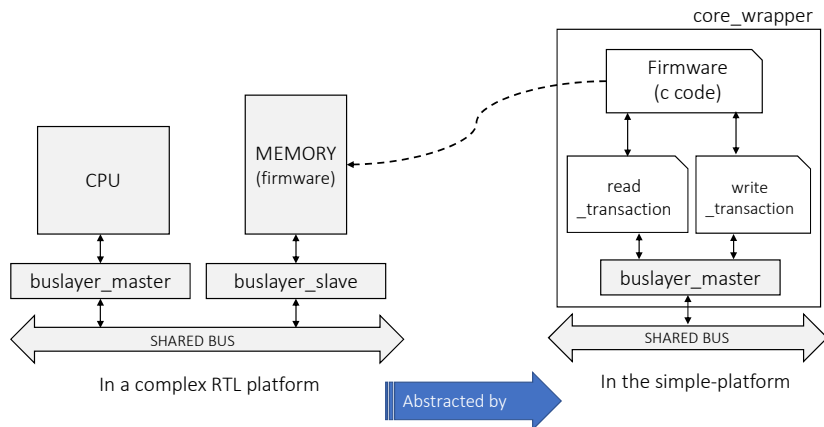 core_wrapper
Firmware
(c code)
MEMORY
(firmware)
CPU
read
_transaction
write
_transaction
buslayer_master
buslayer_slave
buslayer_master
SHARED BUS
SHARED BUS
In a complex RTL platform
Abstracted by
In the simple-platform